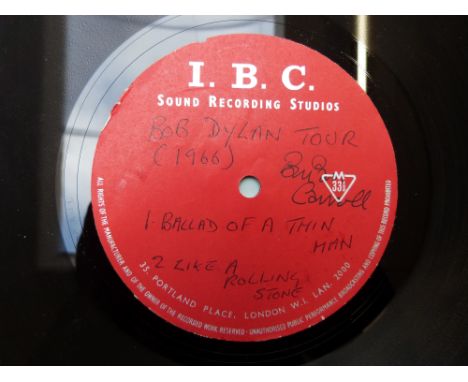 I. B. C.
SOUND RECORDING STUDIOS
BOB DYLAN TOUR
(1966)
M
33⅓
1-BALLAD OF A THIN
MAN
2 LIKE A
ROLLING
STONE
35, PORTLAND PLACE, LONDON W.1. LAN. 2000
ALL RIGHTS OF THE MANUFACTURER AND OF THE OWNER OF THE RECORDED WORK RESERVED · UNAUTHORISED PUBLIC PERFORMANCE, BROADCASTING AND COPYING OF THIS RECORD PROHIBITED